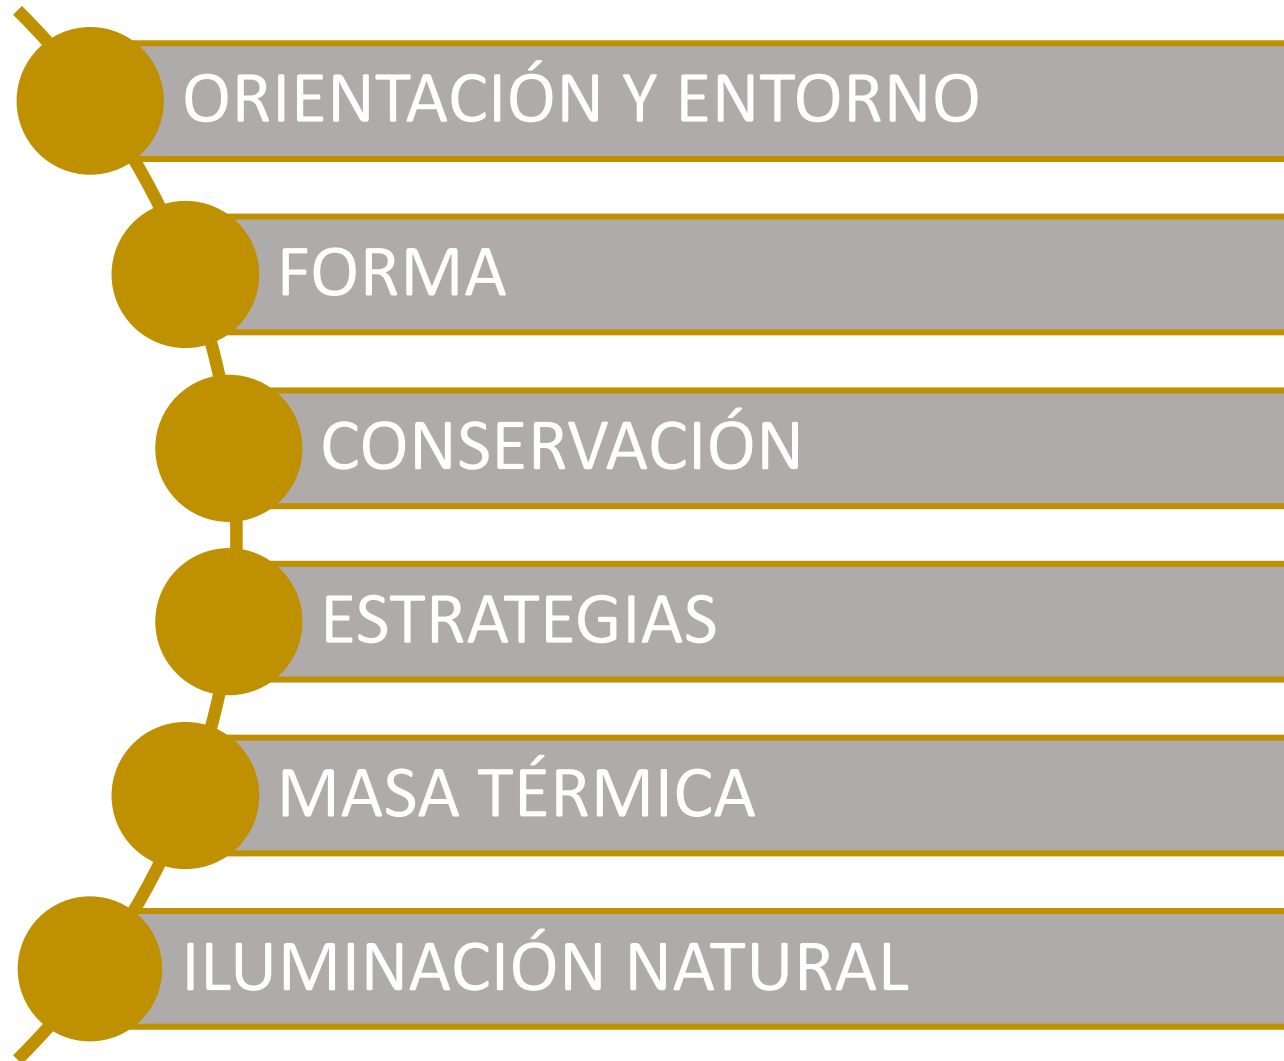 ORIENTACIÓN Y ENTORNO
FORMA
CONSERVACIÓN
ESTRATEGIAS
MASA TÉRMICA
ILUMINACIÓN NATURAL